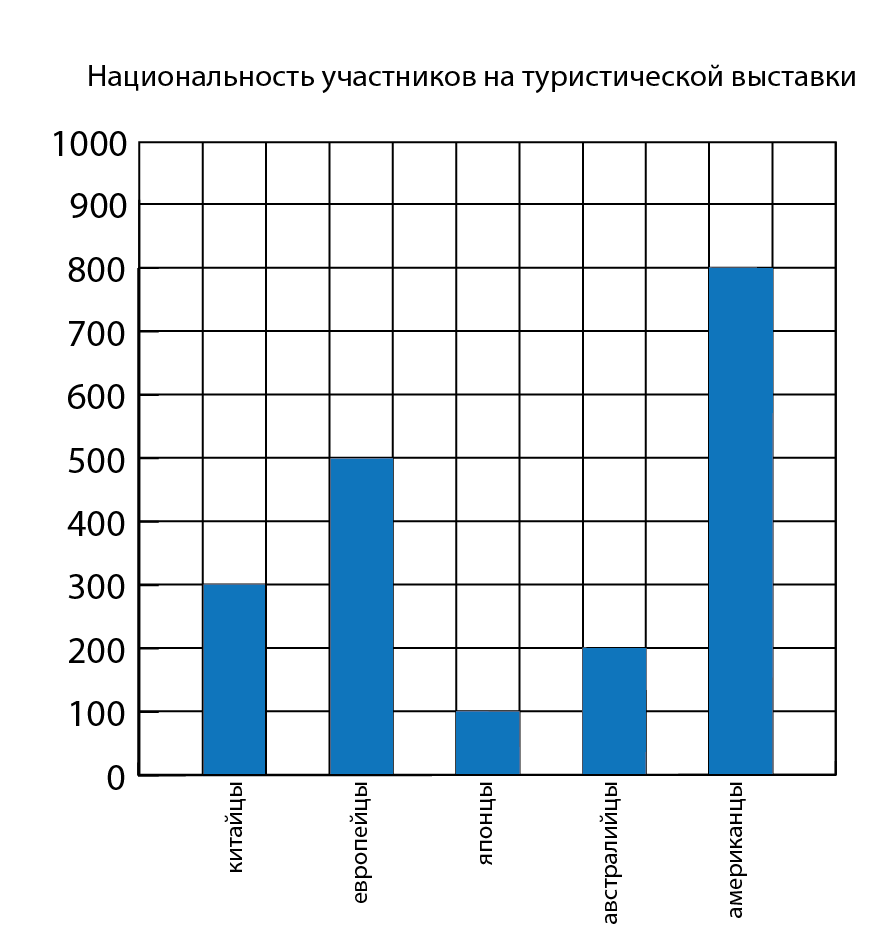 Национальность участников на туристической выставки
1000
900
800
700
600
500
400
300
200
100
0
китайцы
европейцы
японцы
австралийцы
американцы